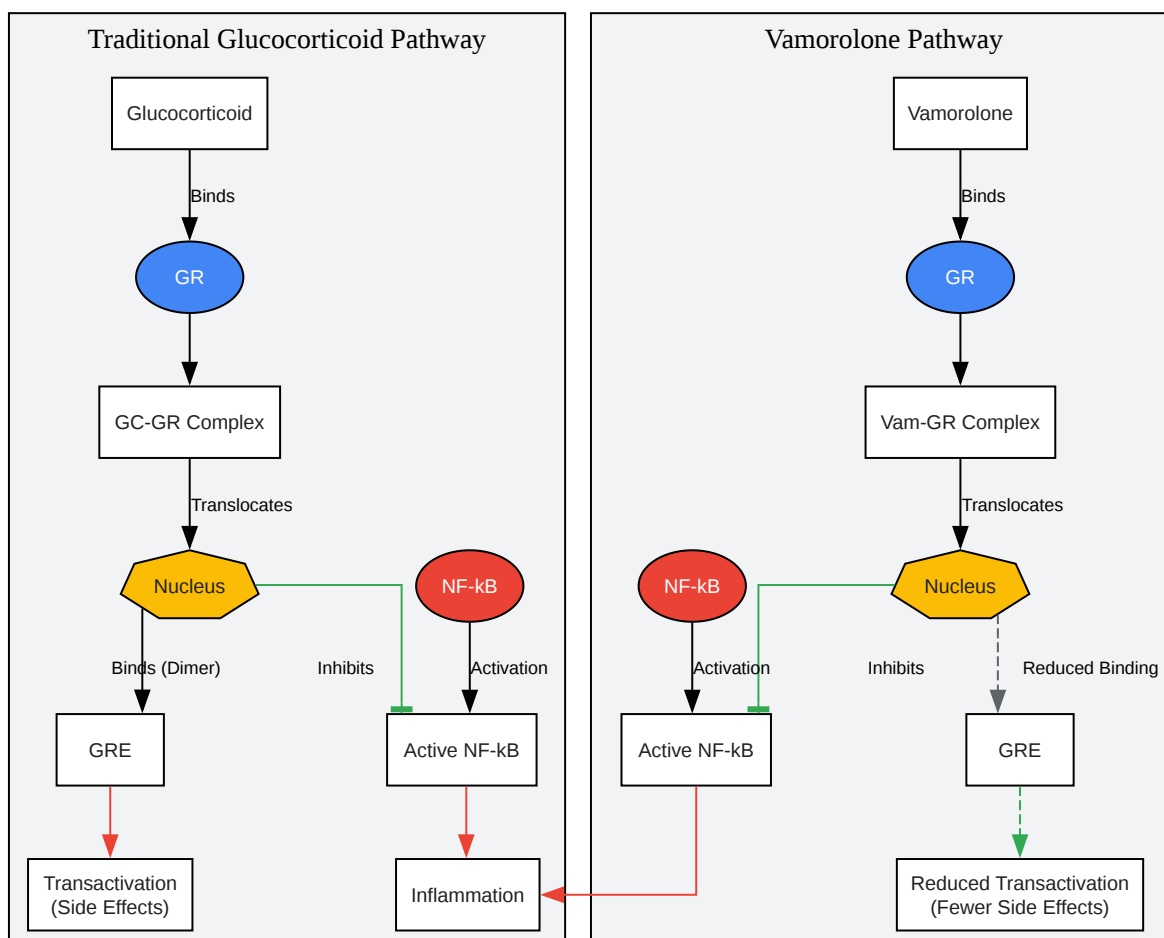 Traditional Glucocorticoid Pathway
Glucocorticoid
Binds
GR
GC-GR Complex
Translocates
Nucleus
NF-kB
Binds (Dimer)
Inhibits
Activation
GRE
Active NF-kB
Transactivation
(Side Effects)
Inflammation
Vamorolone Pathway
Vamorolone
Binds
GR
Vam-GR Complex
Translocates
NF-kB
Nucleus
Activation
Inhibits
Reduced Binding
Active NF-kB
GRE
Reduced Transactivation
(Fewer Side Effects)